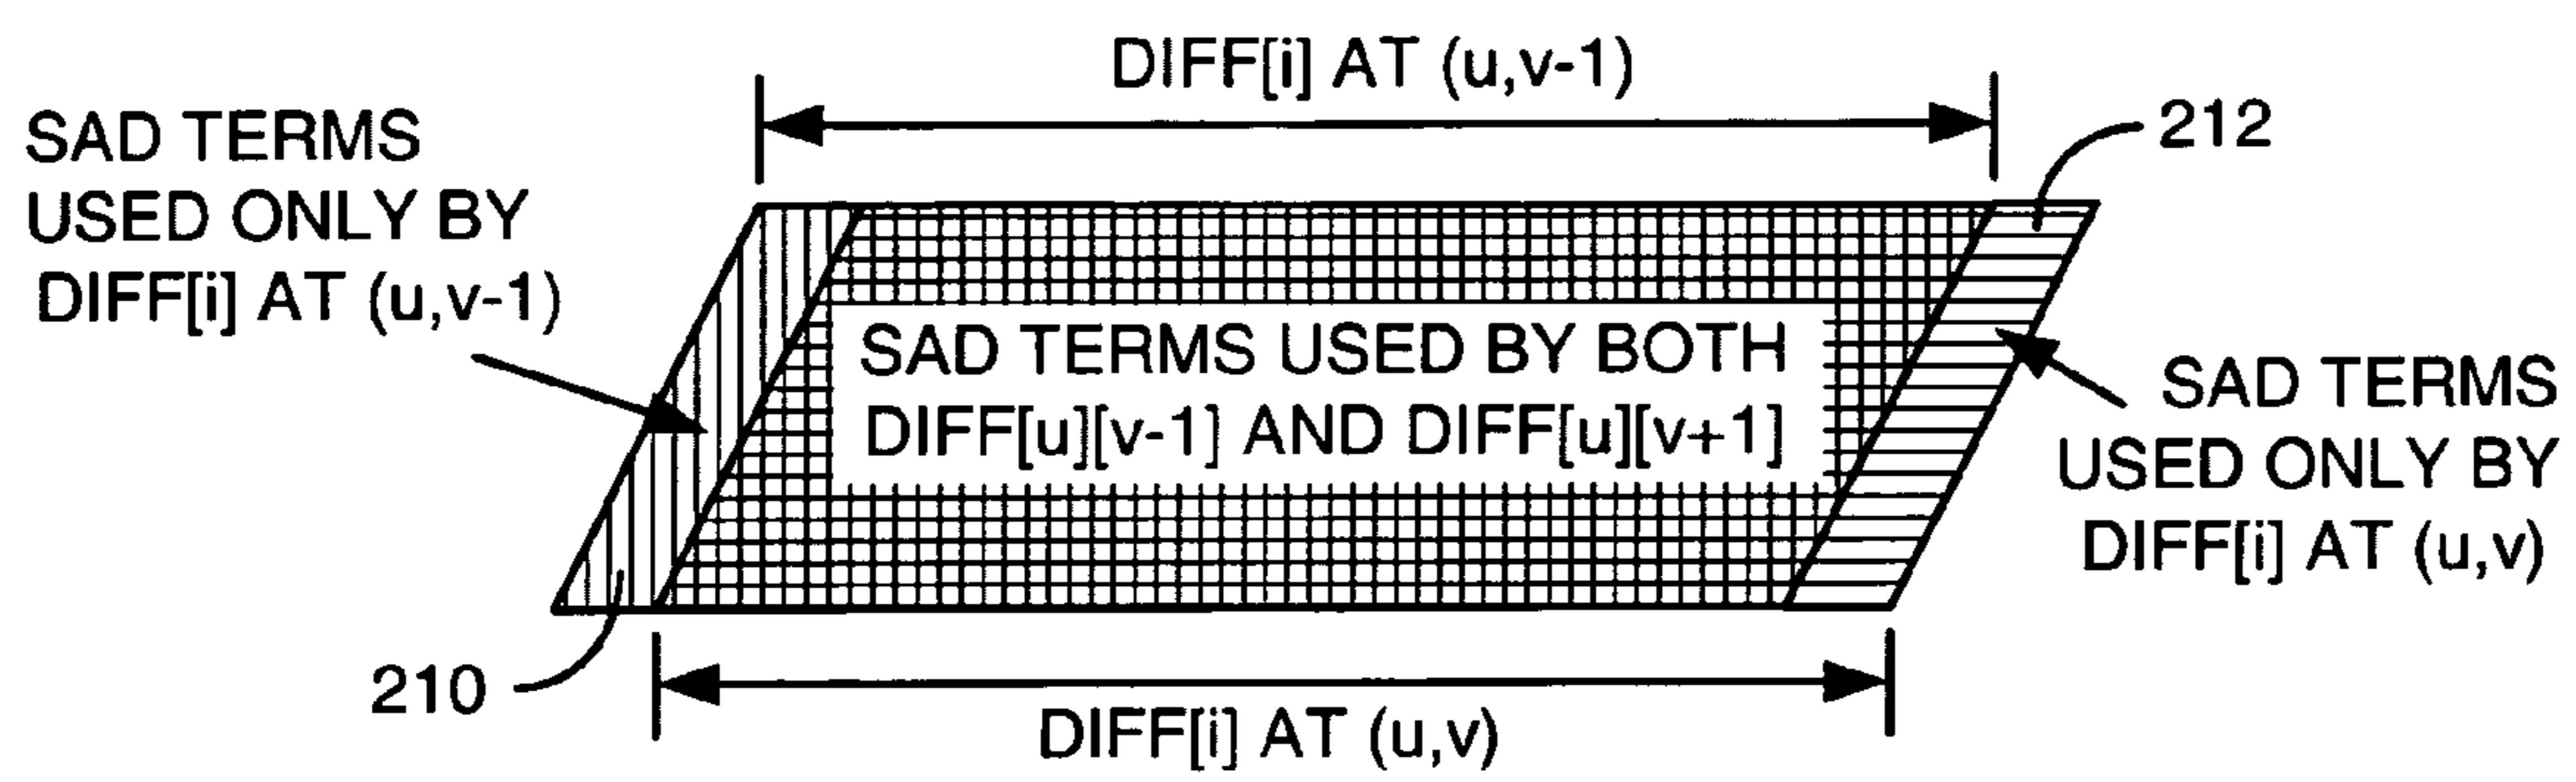 DIFF[i] AT (u,v-1)
212
SAD TERMS
USED ONLY BY
DIFF[i] AT (u,v-1)
SAD TERMS USED BY BOTH
DIFF[u][v-1] AND DIFF[u][v+1]
SAD TERMS
USED ONLY BY
DIFF[i] AT (u,v)
210
DIFF[i] AT (u,v)